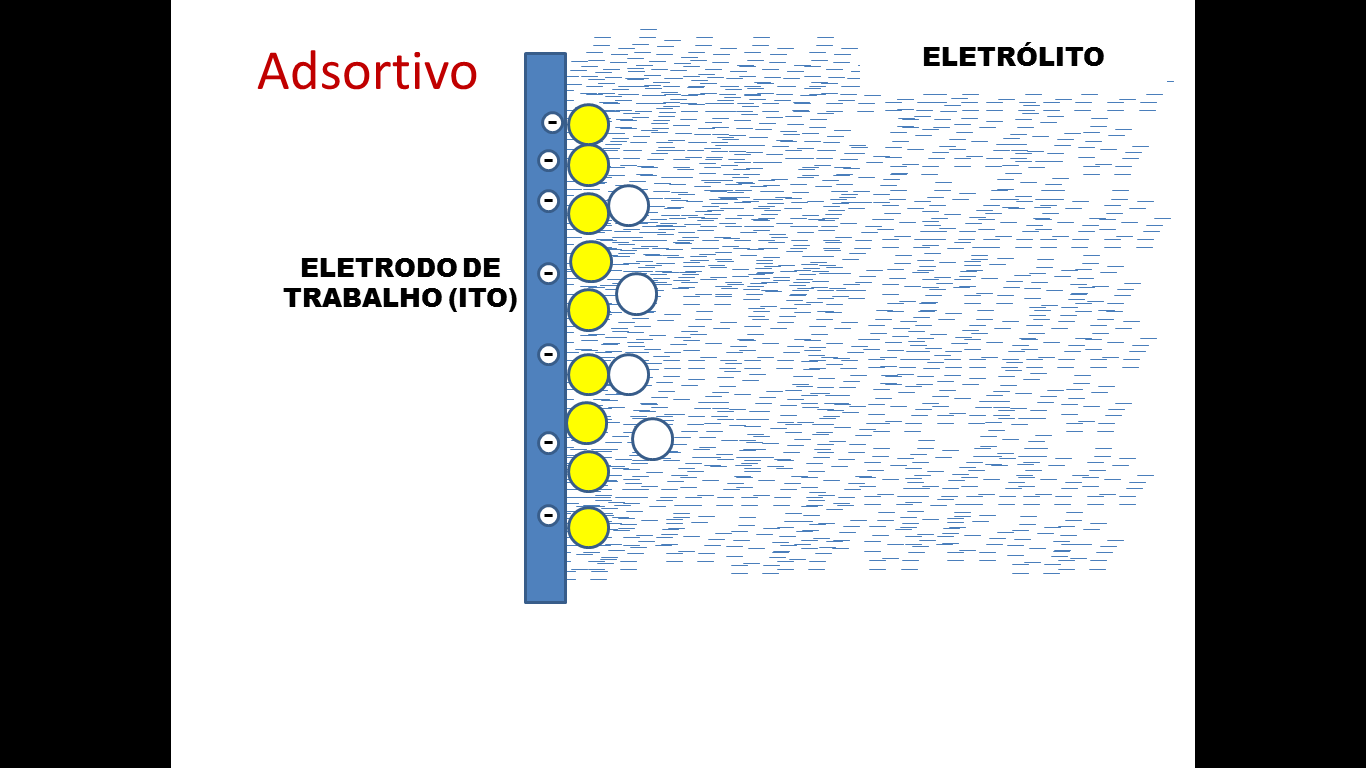 Adsortivo
ELETRÓLITO
ELETRODO DE
TRABALHO (ITO)
-
-
-
-
-
-
-